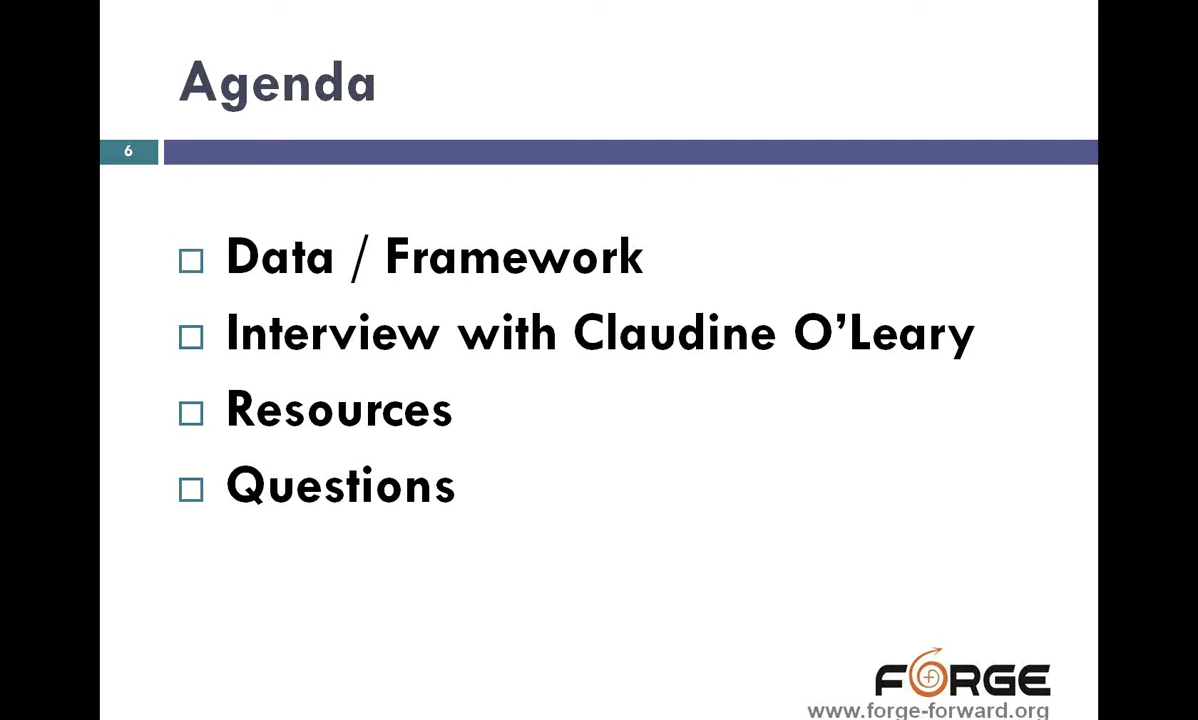 Agenda
6
Data / Framework
Interview with Claudine O’Leary
Resources
Questions
FORGE
www.forge-forward.org